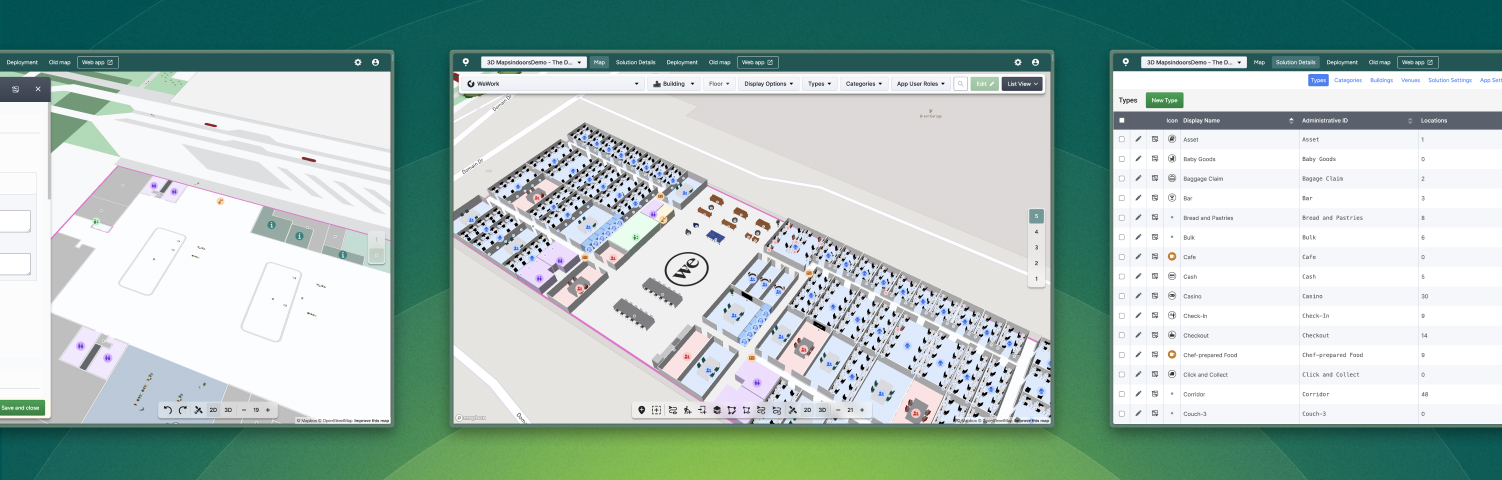 Deployment Old map Web app
Save and close
2D 3D − 19 +
© Mapbox © OpenStreetMap Improve this map
3D MapsindoorsDemo - The D... Map Solution Details Deployment Old map Web app
WeWork Building Floor Display Options Types Categories App User Roles Edit List View
Domain Dr
Domain Dr
we
5
4
3
2
1
mapbox
2D 3D − 21 +
© Mapbox © OpenStreetMap Improve this map
3D MapsindoorsDemo - The D... Map Solution Details Deployment Old map Web app
Types Categories Buildings Venues Solution Settings App Sett
Types New Type
Icon Display Name Administrative ID Locations
Asset Asset 1
Baby Goods Baby Goods 0
Baggage Claim Bagage Claim 2
Bar Bar 3
Bread and Pastries Bread and Pastries 8
Bulk Bulk 6
Cafe Cafe 0
Cash Cash 5
Casino Casino 30
Check-In Check-In 9
Checkout Checkout 14
Chef-prepared Food Chef-prepared Food 9
Click and Collect Click and Collect 0
Corridor Corridor 48
Couch-3 Couch-3 0